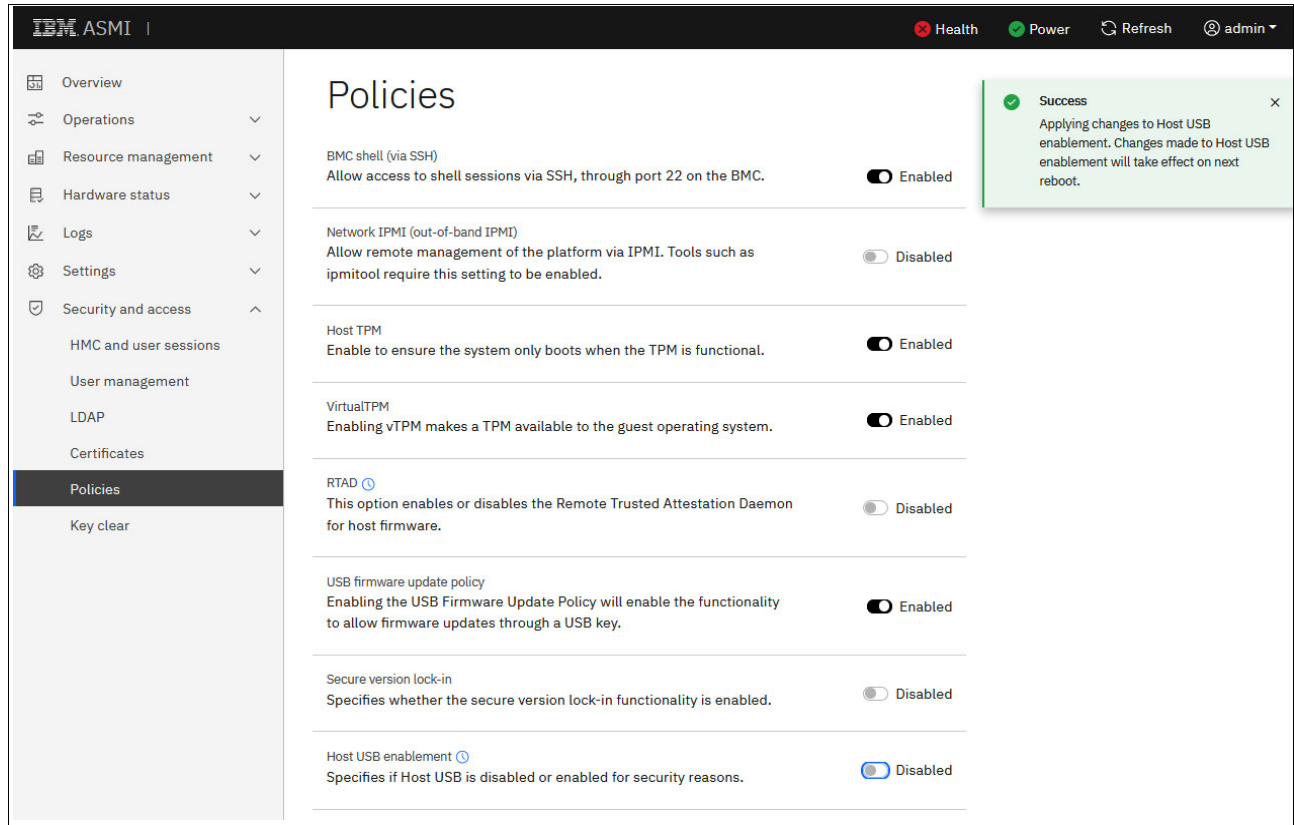 IBM ASMI |
Health
Power
Refresh
admin
Overview
Operations
Resource management
Hardware status
Logs
Settings
Security and access
HMC and user sessions
User management
LDAP
Certificates
Policies
Key clear
Policies
BMC shell (via SSH)
Allow access to shell sessions via SSH, through port 22 on the BMC.
Enabled
Network IPMI (out-of-band IPMI)
Allow remote management of the platform via IPMI. Tools such as
ipmitool require this setting to be enabled.
Disabled
Host TPM
Enable to ensure the system only boots when the TPM is functional.
Enabled
VirtualTPM
Enabling vTPM makes a TPM available to the guest operating system.
Enabled
RTAD
This option enables or disables the Remote Trusted Attestation Daemon
for host firmware.
Disabled
USB firmware update policy
Enabling the USB Firmware Update Policy will enable the functionality
to allow firmware updates through a USB key.
Enabled
Secure version lock-in
Specifies whether the secure version lock-in functionality is enabled.
Disabled
Host USB enablement
Specifies if Host USB is disabled or enabled for security reasons.
Disabled
Success
Applying changes to Host USB
enablement. Changes made to Host USB
enablement will take effect on next
reboot.